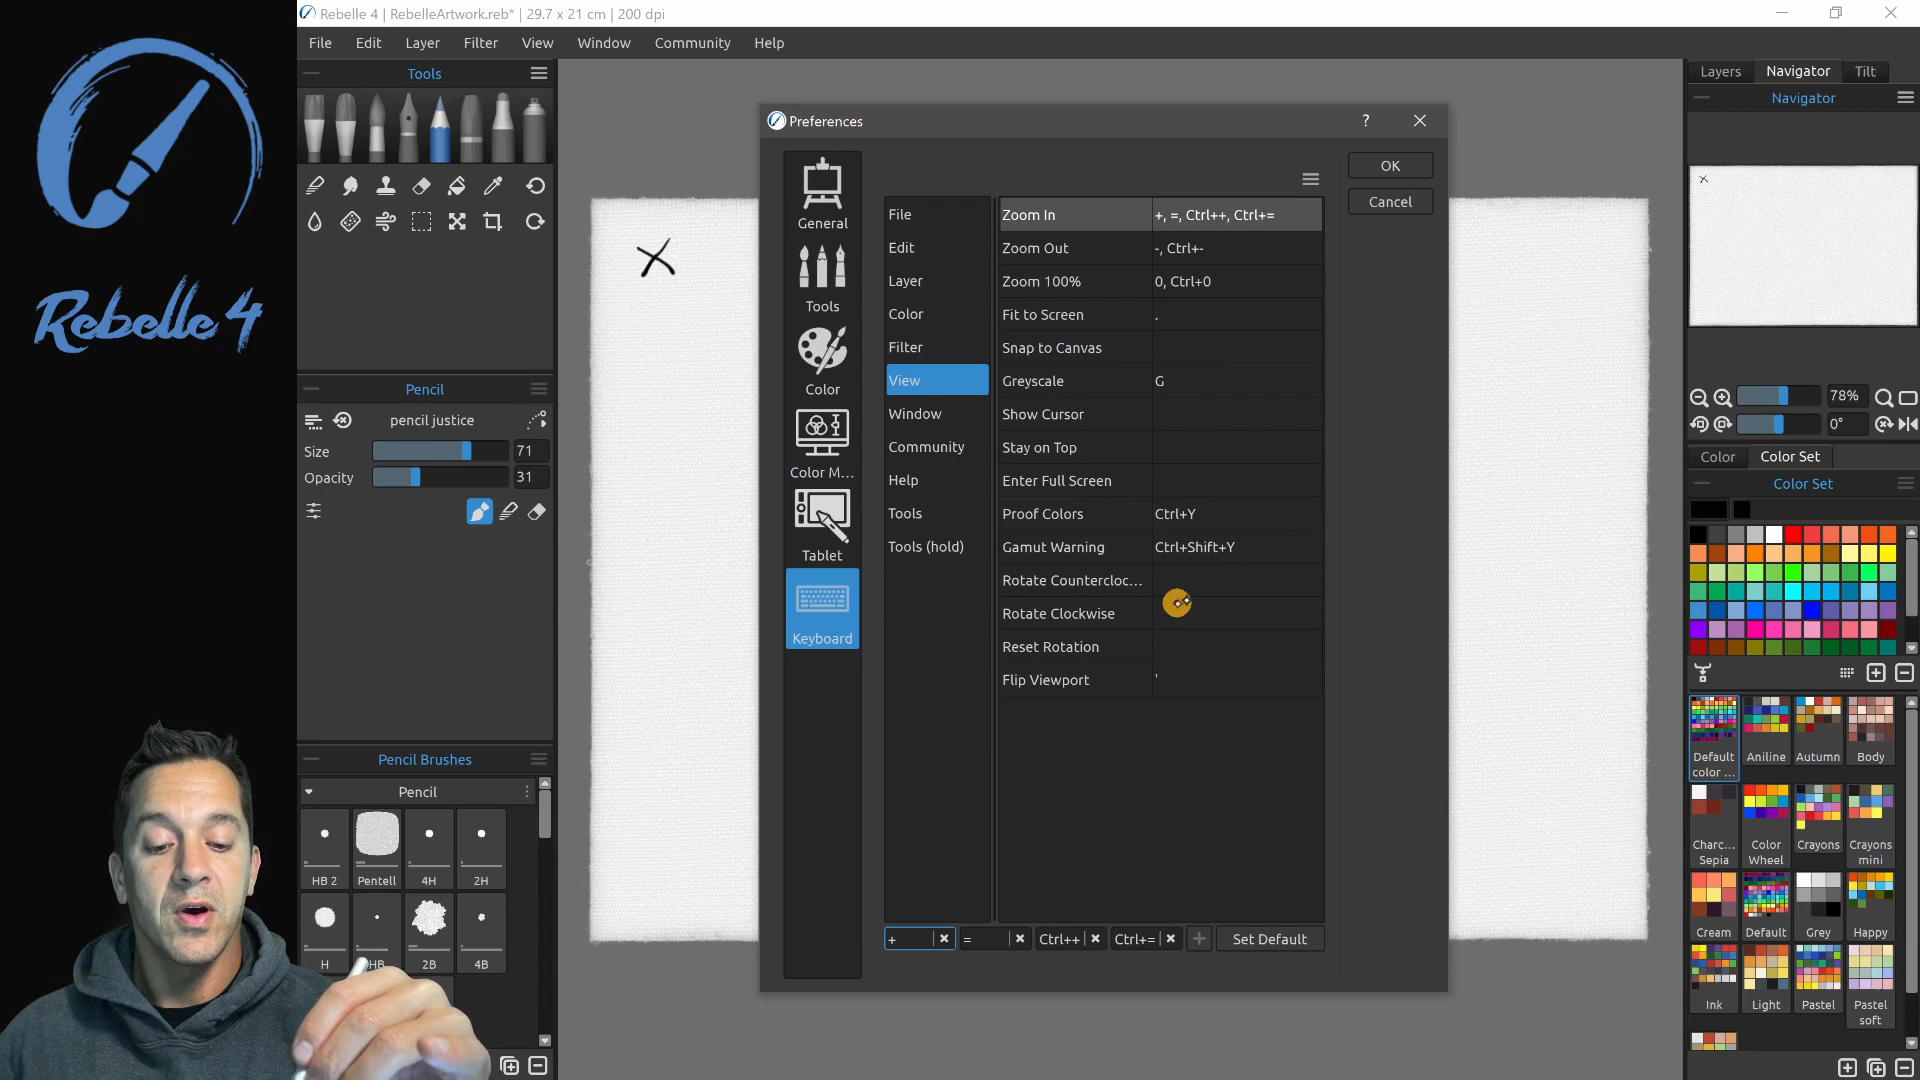 Rebelle 4 | RebelleArtwork.reb* | 29.7 x 21 cm | 200 dpi
File Edit Layer Filter View Window Community Help
Rebelle 4
Tools
Pencil
pencil justice
Size 71
Opacity 31
Pencil Brushes
Pencil
HB 2 Pentell 4H 2H
H HB 2B 4B
Preferences ?
General
Tools
Color
Color M...
Tablet
Keyboard
File
Edit
Layer
Color
Filter
View
Window
Community
Help
Tools
Tools (hold)
Zoom In +, =, Ctrl++, Ctrl+=
Zoom Out -, Ctrl+-
Zoom 100% 0, Ctrl+0
Fit to Screen .
Snap to Canvas
Greyscale G
Show Cursor
Stay on Top
Enter Full Screen
Proof Colors Ctrl+Y
Gamut Warning Ctrl+Shift+Y
Rotate Countercloc...
Rotate Clockwise
Reset Rotation
Flip Viewport '
+ = Ctrl++ Ctrl+= Set Default
OK
Cancel
Layers Navigator Tilt
Navigator
78%
0°
Color Color Set
Color Set
Default color ... Aniline Autumn Body
Charc... Sepia Color Wheel Crayons Crayons mini
Cream Default Grey Happy
Ink Light Pastel Pastel soft